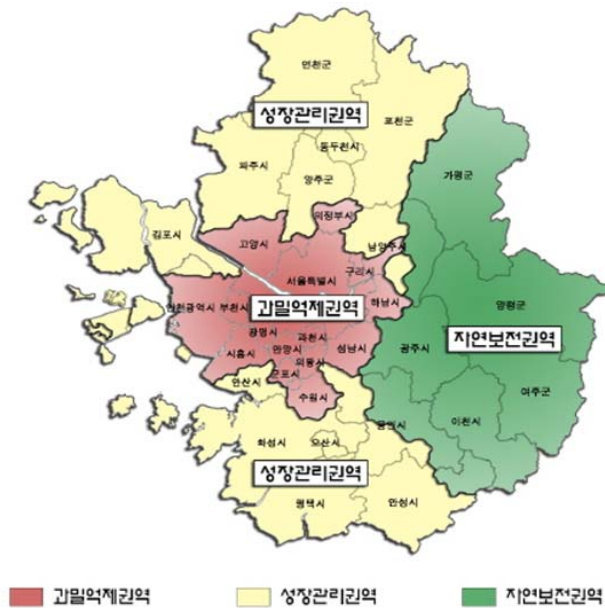 연천군
성장관리권역
포천군
동두천시
파주시
양주군
가평군
의정부시
김포시
고양시
남양주시
서울특별시
구리시
양평군
인천광역시
부천시
과밀억제권역
하남시
자연보전권역
광명시
과천시
시흥시
안양시
성남시
광주시
의왕시
군포시
안산시
수원시
여주군
용인시
이천시
화성시
오산시
성장관리권역
평택시
안성시
과밀억제권역
성장관리권역
자연보전권역